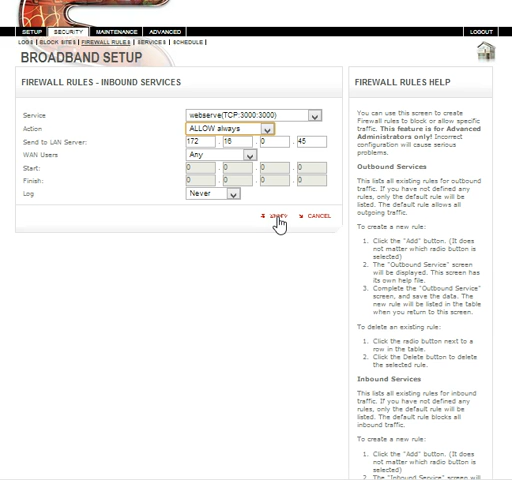 SETUP SECURITY MAINTENANCE ADVANCED LOGOUT
LOGS | BLOCK SITES | FIREWALL RULES | SERVICES | SCHEDULE |
BROADBAND SETUP
FIREWALL RULES - INBOUND SERVICES
Service webserve(TCP:3000:3000)
Action ALLOW always
Send to LAN Server: 172 . 16 . 0 . 45
WAN Users Any
Start: 0 . 0 . 0 . 0
Finish: 0 . 0 . 0 . 0
Log Never
CANCEL
FIREWALL RULES HELP
You can use this screen to create
Firewall rules to block or allow specific
traffic. This feature is for Advanced
Administrators only! Incorrect
configuration will cause serious
problems.
Outbound Services
This lists all existing rules for outbound
traffic. If you have not defined any
rules, only the default rule will be
listed. The default rule allows all
outgoing traffic.
To create a new rule:
1. Click the "Add" button. (It does
not matter which radio button is
selected)
2. The "Outbound Service" screen
will be displayed. This screen has
its own help file.
3. Complete the "Outbound Service"
screen, and save the data. The new
rule will be listed in the table
when you return to this screen.
To delete an existing rule:
1. Click the radio button next to a
row in the table.
2. Click the Delete button to delete
the selected rule.
Inbound Services
This lists all existing rules for inbound
traffic. If you have not defined any
rules, only the default rule will be
listed. The default rule blocks all
inbound traffic.
To create a new rule:
1. Click the "Add" button. (It does
not matter which radio button is
selected)
2. The "Inbound Service" screen will